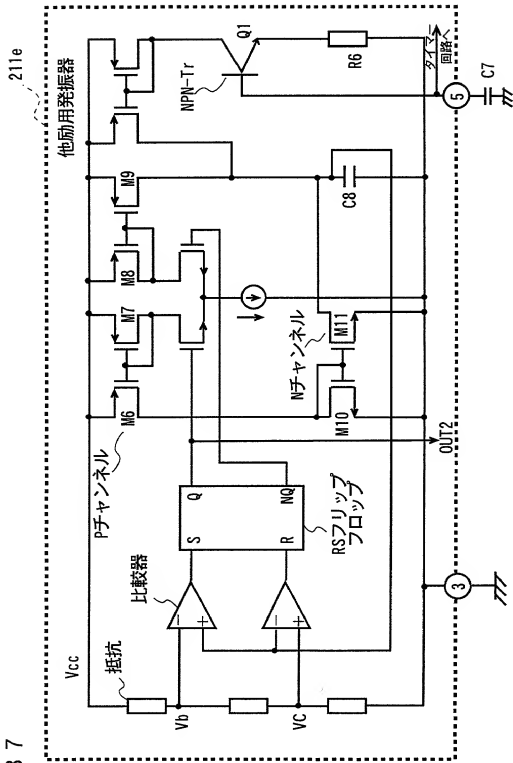 37
211e
Vcc
Pチャンネル
他励用発振器
抵抗
Vb
VC
比較器
S
Q
R
NQ
RSフリップ
フロップ
M6
M7
M8
M9
M10
M11
Nチャンネル
C8
NPN-Tr
Q1
R6
タイマー
回路へ
OUT2
3
5
C7